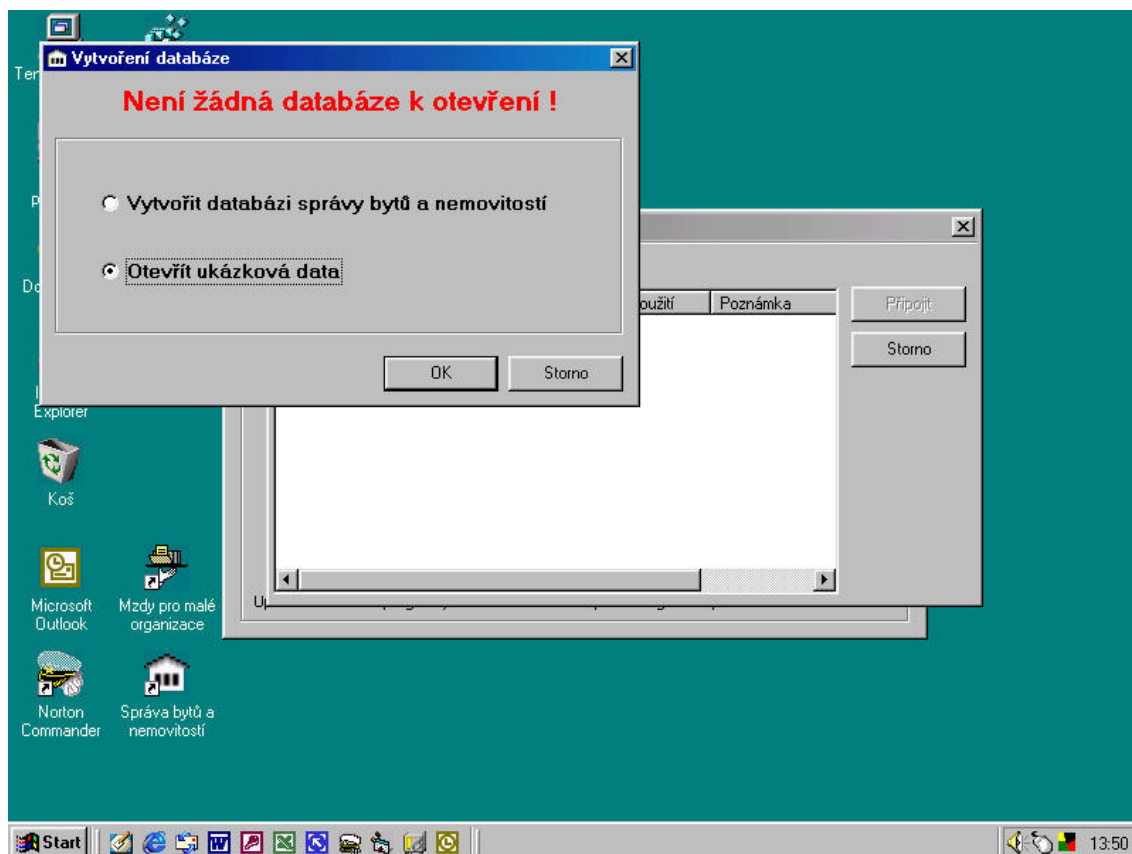 Vytvoření databáze
Není žádná databáze k otevření !
Vytvořit databázi správy bytů a nemovitostí
Otevřít ukázková data
OK
Storno
Poznámka
Připojit
Storno
Explorer
Koš
Microsoft
Outlook
Mzdy pro malé
organizace
Norton
Commander
Správa bytů a
nemovitostí
Start
13:50